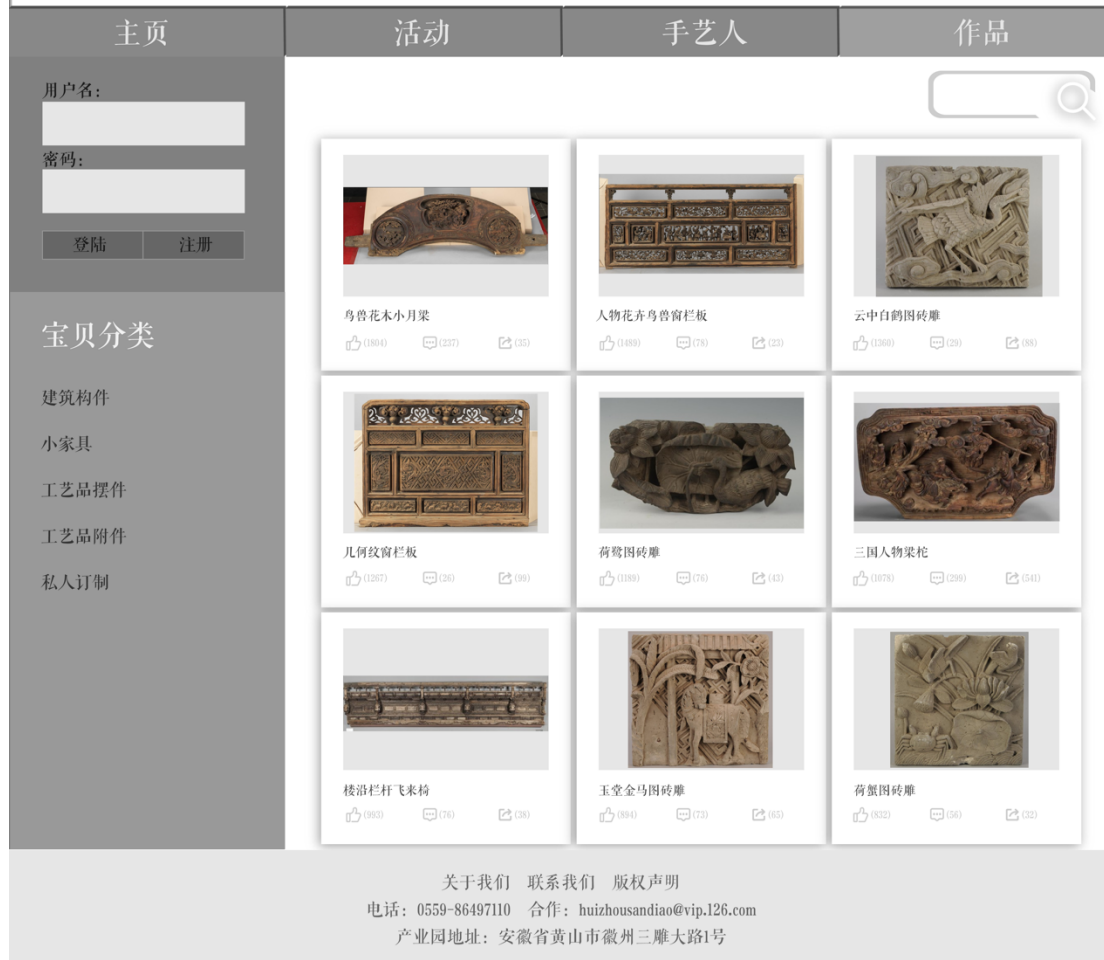 主页 活动 手艺人 作品
用户名：
密码：
登陆 注册
宝贝分类
建筑构件
小家具
工艺品摆件
工艺品附件
私人订制
鸟兽花木小月梁
(1804) (237) (35)
人物花卉鸟兽窗栏板
(1489) (78) (23)
云中白鹤图砖雕
(1360) (29) (88)
几何纹窗栏板
(1267) (26) (99)
荷鹭图砖雕
(1189) (76) (43)
三国人物梁柁
(1078) (299) (541)
楼沿栏杆飞来椅
(993) (76) (38)
玉堂金马图砖雕
(894) (73) (65)
荷蟹图砖雕
(832) (56) (32)
关于我们 联系我们 版权声明
电话：0559-86497110 合作：huizhousandiao@vip.126.com
产业园地址：安徽省黄山市徽州三雕大路1号